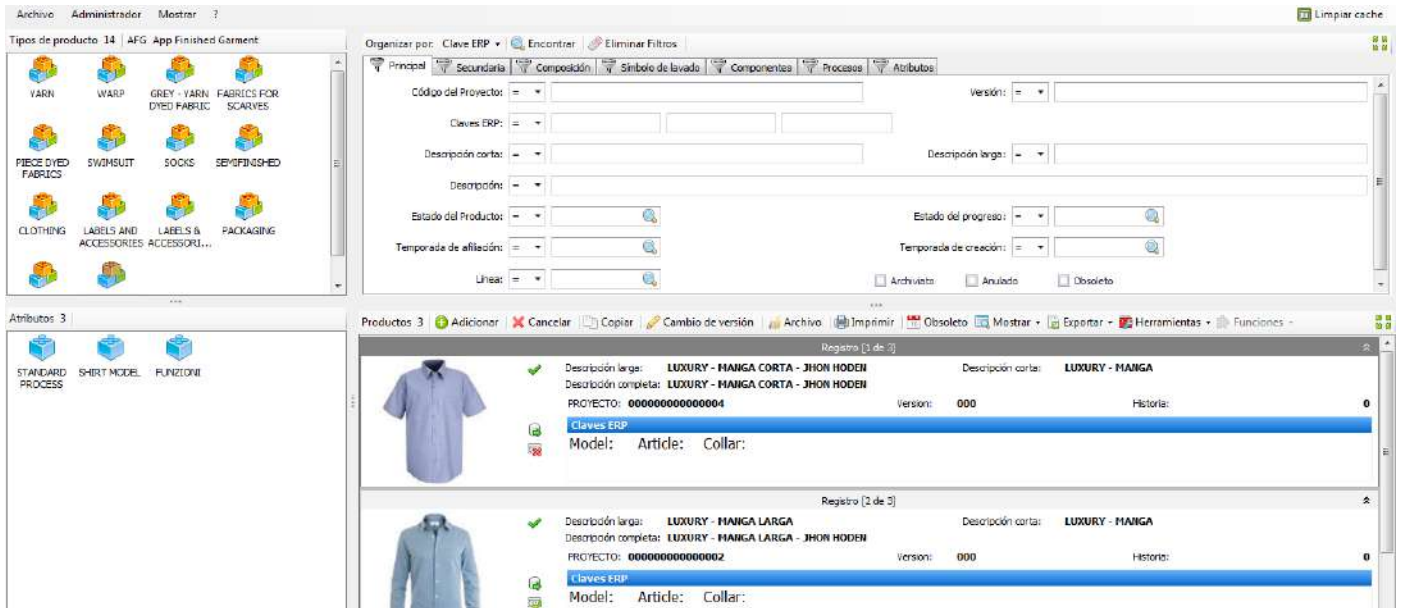 Archivo Administrador Mostrar ?
Limpiar cache
Tipos de producto 14 AFG App Finished Garment
YARN
WARP
GREY - YARN DYED FABRIC
FABRICS FOR SCARVES
PIECE DYED FABRICS
SWIMSUIT
SOCKS
SEMIFINISHED
CLOTHING
LABELS AND ACCESSORIES
LABELS & ACCESSORI...
PACKAGING
Atributos 3
STANDARD PROCESS
SHIRT MODEL
FUNZIONI
Organizar por: Clave ERP Encontrar Eliminar Filtros
Principal Secundaria Composición Símbolo de lavado Componentes Procesos Atributos
Código del Proyecto: = Versión: =
Claves ERP: =
Descripción corta: = Descripción larga: =
Descripción: =
Estado del Producto: = Estado del progreso: =
Temporada de afiliación: = Temporada de creación: =
Línea: = Archiviato Anulado Obsoleto
Productos 3 Adicionar Cancelar Copiar Cambio de versión Archivo Imprimir Obsoleto Mostrar Exportar Herramientas Funciones
Registro [1 de 3]
Descripción larga: LUXURY - MANGA CORTA - JHON HODEN Descripción corta: LUXURY - MANGA
Descripción completa: LUXURY - MANGA CORTA - JHON HODEN
PROYECTO: 000000000000004 Version: 000 Historia: 0
Claves ERP
Model: Article: Collar:
Registro [2 de 3]
Descripción larga: LUXURY - MANGA LARGA Descripción corta: LUXURY - MANGA
Descripción completa: LUXURY - MANGA LARGA - JHON HODEN
PROYECTO: 000000000000002 Version: 000 Historia: 0
Claves ERP
Model: Article: Collar: